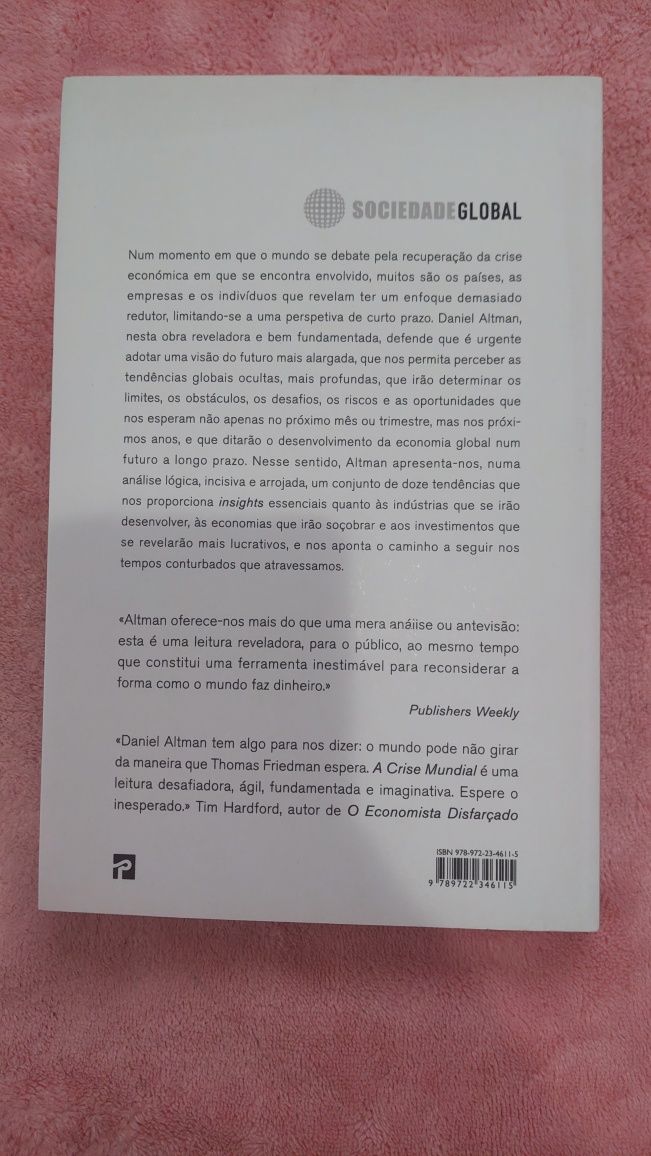 SOCIEDADEGLOBAL
Num momento em que o mundo se debate pela recuperação da crise
económica em que se encontra envolvido, muitos são os países, as
empresas e os indivíduos que revelam ter um enfoque demasiado
redutor, limitando-se a uma perspetiva de curto prazo. Daniel Altman,
nesta obra reveladora e bem fundamentada, defende que é urgente
adotar uma visão do futuro mais alargada, que nos permita perceber as
tendências globais ocultas, mais profundas, que irão determinar os
limites, os obstáculos, os desafios, os riscos e as oportunidades que
nos esperam não apenas no próximo mês ou trimestre, mas nos próxi-
mos anos, e que ditarão o desenvolvimento da economia global num
futuro a longo prazo. Nesse sentido, Altman apresenta-nos, numa
análise lógica, incisiva e arrojada, um conjunto de doze tendências que
nos proporciona insights essenciais quanto às indústrias que se irão
desenvolver, às economias que irão soçobrar e aos investimentos que
se revelarão mais lucrativos, e nos aponta o caminho a seguir nos
tempos conturbados que atravessamos.
«Altman oferece-nos mais do que uma mera análise ou antevisão:
esta é uma leitura reveladora, para o público, ao mesmo tempo
que constitui uma ferramenta inestimável para reconsiderar a
forma como o mundo faz dinheiro.»
Publishers Weekly
«Daniel Altman tem algo para nos dizer: o mundo pode não girar
da maneira que Thomas Friedman espera. A Crise Mundial é uma
leitura desafiadora, ágil, fundamentada e imaginativa. Espere o
inesperado.» Tim Hardford, autor de O Economista Disfarçado
ISBN 978-972-23-4611-5
9 789722 346115